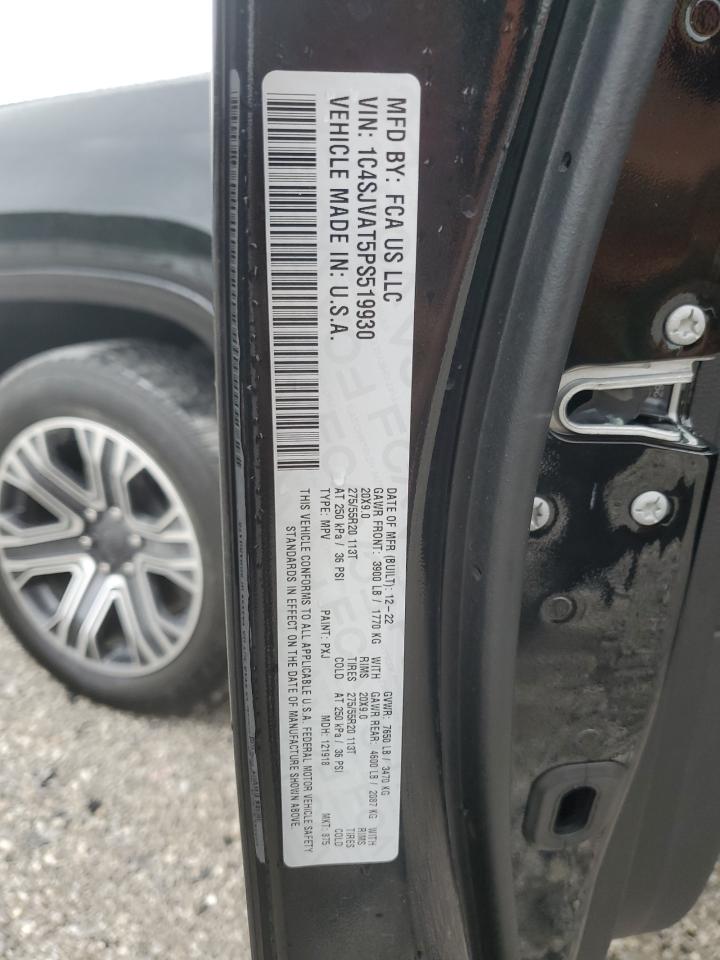 MFD BY: FCA US LLC
VIN: 1C4SJVAT5PS519930
VEHICLE MADE IN: U.S.A.
DATE OF MFR (BUILT): 12-22 GVWR: 7650 LB / 3470 KG
GAWR FRONT: 3900 LB / 1770 KG WITH GAWR REAR: 4600 LB / 2087 KG WITH
20X9.0 RIMS 20X9.0 RIMS
275/55R20 113T TIRES 275/55R20 113T TIRES
AT 250 kPa / 36 PSI COLD AT 250 kPa / 36 PSI COLD
TYPE: MPV PAINT: PXJ MDH: 121918 MKT: 875
THIS VEHICLE CONFORMS TO ALL APPLICABLE U.S.A. FEDERAL MOTOR VEHICLE SAFETY
STANDARDS IN EFFECT ON THE DATE OF MANUFACTURE SHOWN ABOVE.